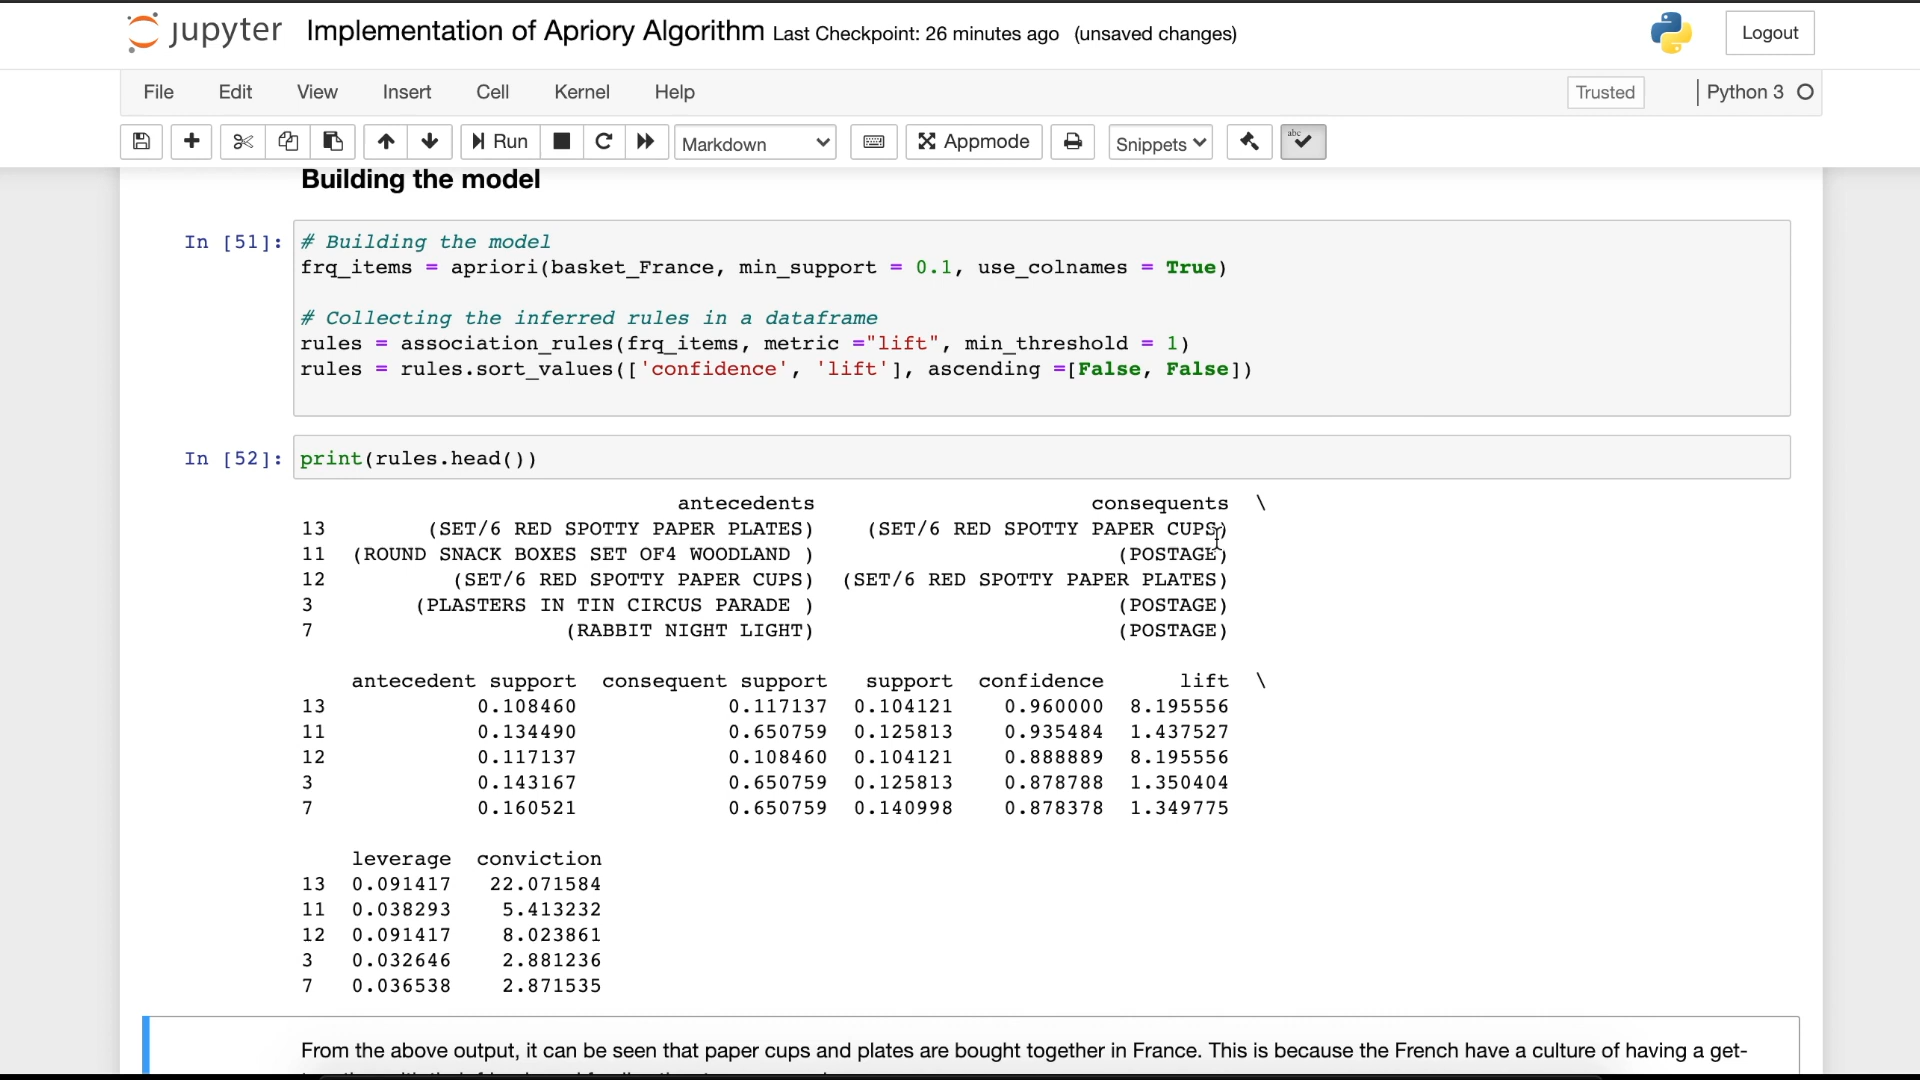 jupyter Implementation of Apriory Algorithm Last Checkpoint: 26 minutes ago (unsaved changes) Logout
File Edit View Insert Cell Kernel Help Trusted Python 3
Run Markdown Appmode Snippets abc
Building the model
In [51]: # Building the model
frq_items = apriori(basket_France, min_support = 0.1, use_colnames = True)
# Collecting the inferred rules in a dataframe
rules = association_rules(frq_items, metric ="lift", min_threshold = 1)
rules = rules.sort_values(['confidence', 'lift'], ascending =[False, False])
In [52]: print(rules.head())
antecedents consequents \
13 (SET/6 RED SPOTTY PAPER PLATES) (SET/6 RED SPOTTY PAPER CUPS)
11 (ROUND SNACK BOXES SET OF4 WOODLAND ) (POSTAGE)
12 (SET/6 RED SPOTTY PAPER CUPS) (SET/6 RED SPOTTY PAPER PLATES)
3 (PLASTERS IN TIN CIRCUS PARADE ) (POSTAGE)
7 (RABBIT NIGHT LIGHT) (POSTAGE)
antecedent support consequent support support confidence lift \
13 0.108460 0.117137 0.104121 0.960000 8.195556
11 0.134490 0.650759 0.125813 0.935484 1.437527
12 0.117137 0.108460 0.104121 0.888889 8.195556
3 0.143167 0.650759 0.125813 0.878788 1.350404
7 0.160521 0.650759 0.140998 0.878378 1.349775
leverage conviction
13 0.091417 22.071584
11 0.038293 5.413232
12 0.091417 8.023861
3 0.032646 2.881236
7 0.036538 2.871535
From the above output, it can be seen that paper cups and plates are bought together in France. This is because the French have a culture of having a get-